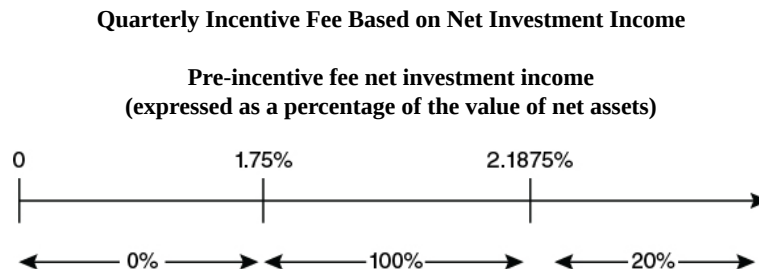 Quarterly Incentive Fee Based on Net Investment Income
Pre-incentive fee net investment income
(expressed as a percentage of the value of net assets)
0 1.75% 2.1875%
0% 100% 20%